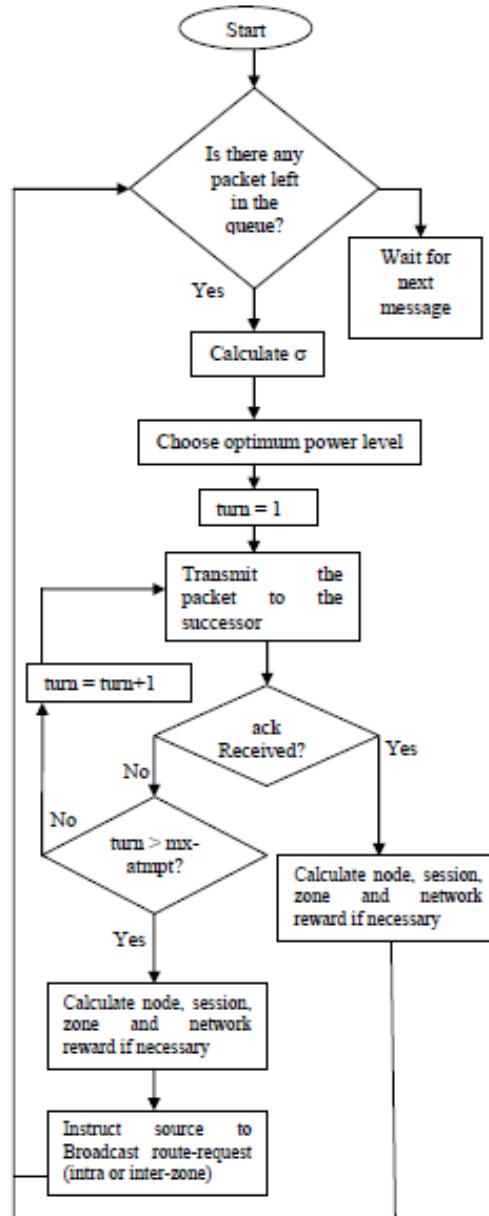 Start
Is there any
packet left
in the
queue?
Wait for
next
message
Yes
Calculate σ
Choose optimum power level
turn = 1
Transmit the
packet to the
successor
turn = turn+1
ack
Received?
Yes
No
No
turn > mx-
atmpt?
Calculate node, session,
zone and network
reward if necessary
Yes
Calculate node, session,
zone and network
reward if necessary
Instruct source to
Broadcast route-request
(intra or inter-zone)